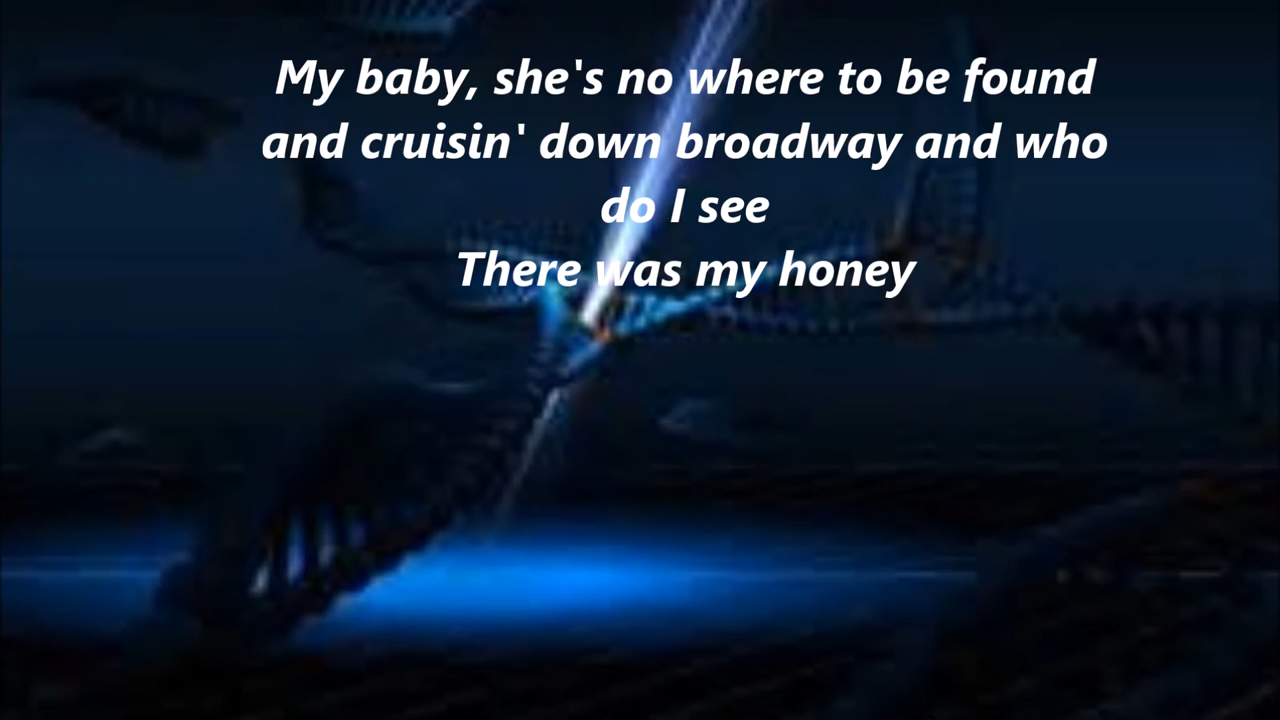 My baby, she's no where to be found
and cruisin' down broadway and who
do I see
There was my honey